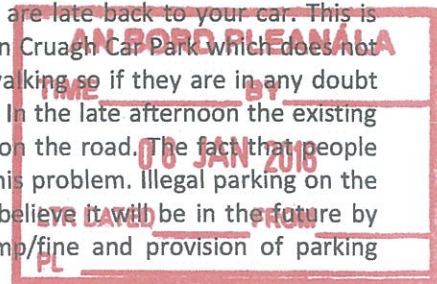 are late back to your car. This is
n Cruagh Car Park which does not
AN BORD PLEANÁLA
valking so if they are in any doubt
TIME BY
In the late afternoon the existing
on the road. The fact that people
08 JAN 2016
his problem. Illegal parking on the
believe it will be in the future by
LTR DATED FROM
mp/fine and provision of parking
PL